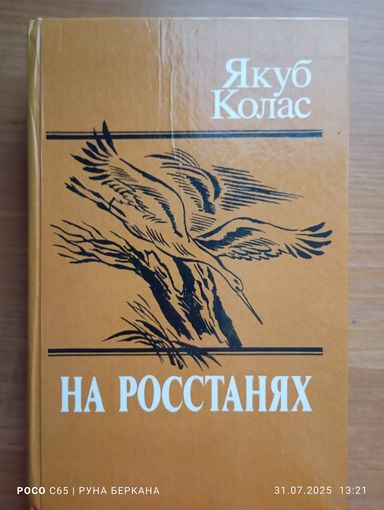 Якуб
Колас
НА РОССТАНЯХ
POCO C65 | РУНА БЕРКАНА
31.07.2025 13:21